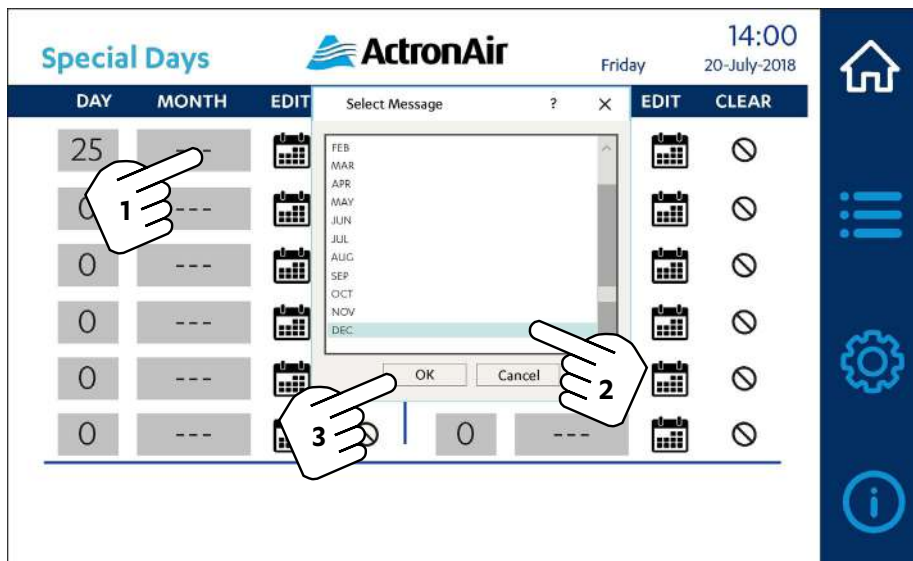 Special Days
ActronAir
Friday
14:00
20-July-2018
DAY MONTH EDIT EDIT CLEAR
Select Message ? X
25 ---
FEB
MAR
APR
MAY
JUN
JUL
AUG
SEP
OCT
NOV
DEC
0 ---
0 ---
0 ---
0 ---
0 --- 0 ---
OK Cancel
1
2
3
i